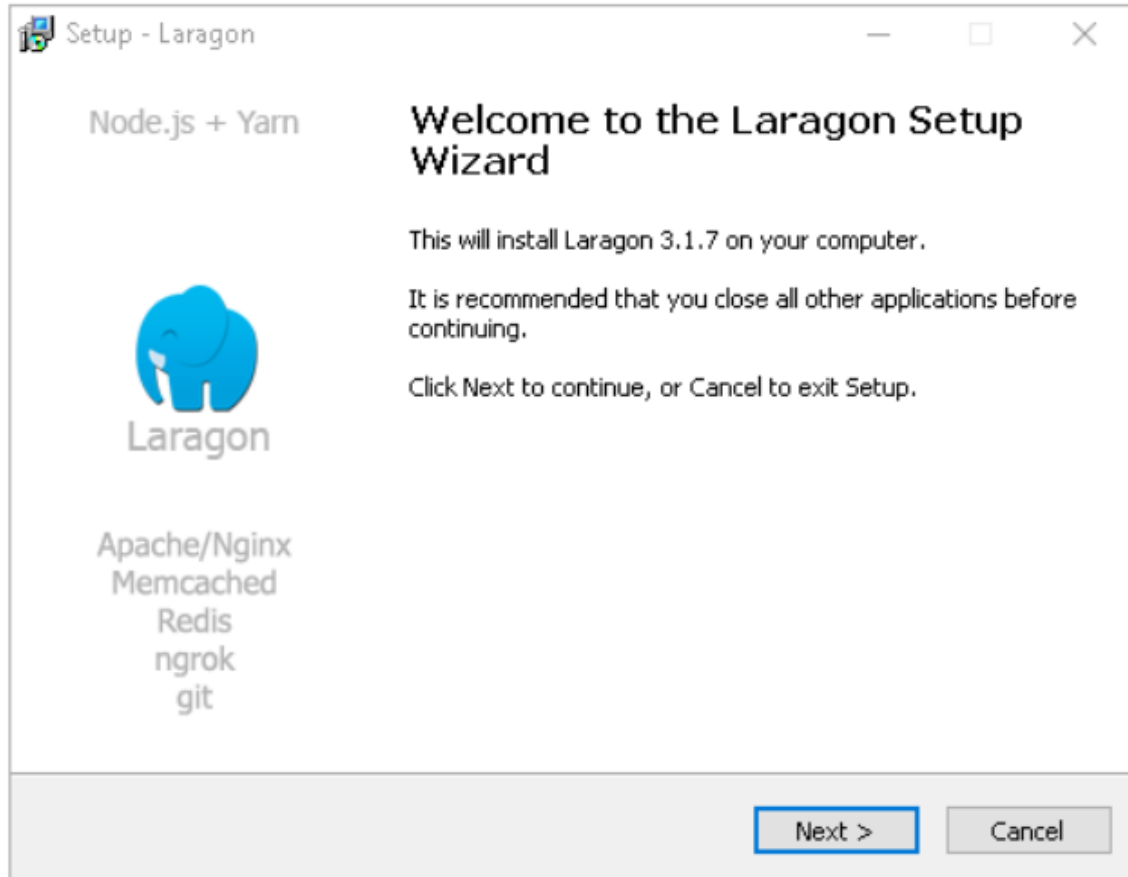 Setup - Laragon
Node.js + Yarn
Laragon
Apache/Nginx
Memcached
Redis
ngrok
git
Welcome to the Laragon Setup
Wizard
This will install Laragon 3.1.7 on your computer.
It is recommended that you close all other applications before
continuing.
Click Next to continue, or Cancel to exit Setup.
Next >
Cancel